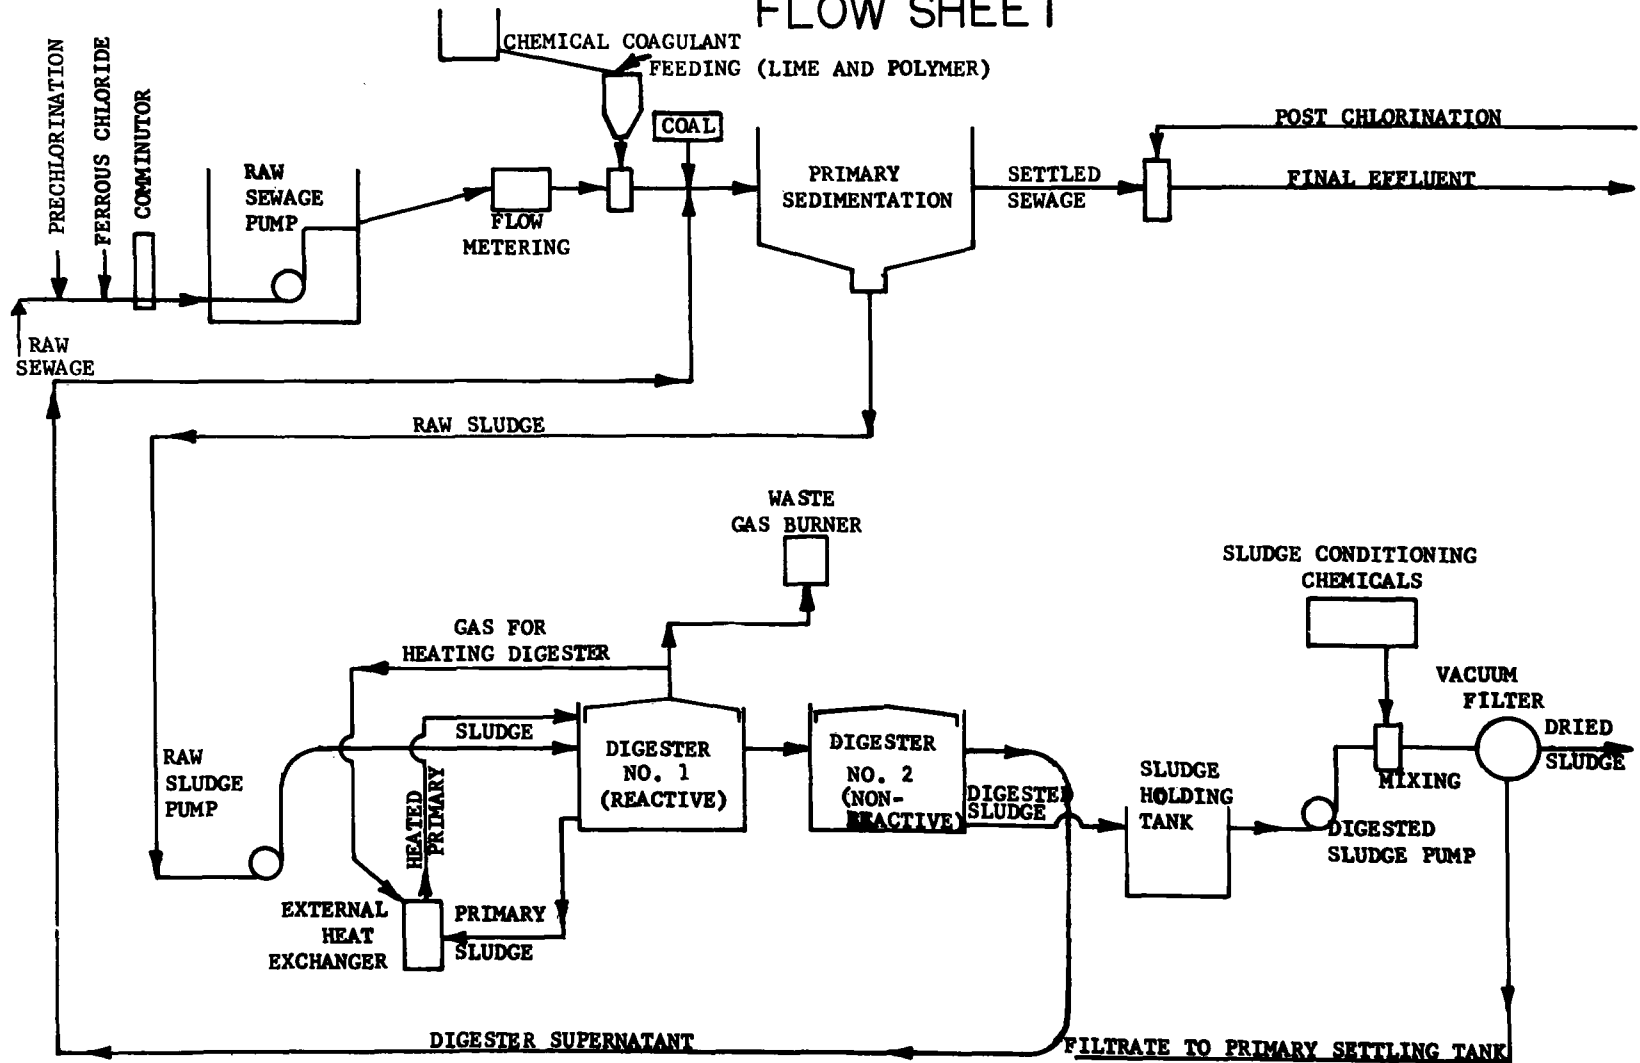 FLOW SHEET
CHEMICAL COAGULANT
FEEDING (LIME AND POLYMER)
PRECHLORINATION
FERROUS CHLORIDE
COMMINUTOR
COAL
POST CHLORINATION
RAW
SEWAGE
PUMP
PRIMARY
SEDIMENTATION
SETTLED
SEWAGE
FINAL EFFLUENT
FLOW
METERING
RAW
SEWAGE
RAW SLUDGE
WASTE
GAS BURNER
SLUDGE CONDITIONING
CHEMICALS
GAS FOR
HEATING DIGESTER
VACUUM
FILTER
SLUDGE
DRIED
SLUDGE
DIGESTER
NO. 1
(REACTIVE)
DIGESTER
NO. 2
(NON-
REACTIVE)
RAW
SLUDGE
PUMP
HEATED
PRIMARY
DIGESTED
SLUDGE
SLUDGE
HOLDING
TANK
MIXING
DIGESTED
SLUDGE PUMP
EXTERNAL
HEAT
EXCHANGER
PRIMARY
SLUDGE
DIGESTER SUPERNATANT
FILTRATE TO PRIMARY SETTLING TANK